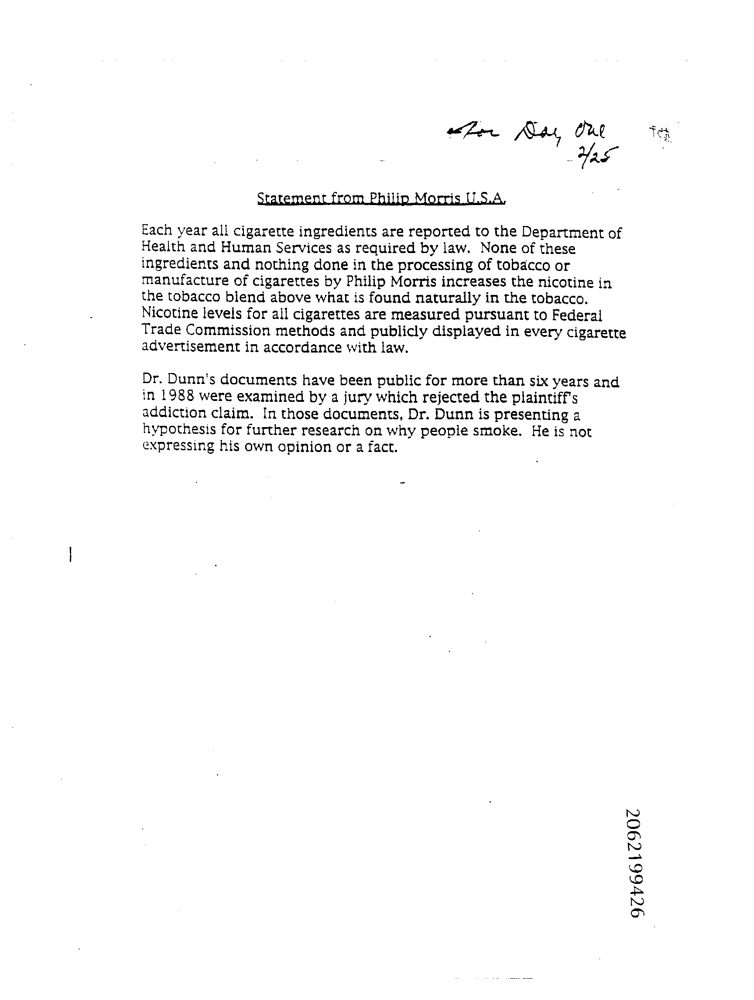 for Day One
2/25
Statement from Philip Morris U.S.A.
Each year all cigarette ingredients are reported to the Department of
Health and Human Services as required by law. None of these
ingredients and nothing done in the processing of tobacco or
manufacture of cigarettes by Philip Morris increases the nicotine in
the tobacco blend above what is found naturally in the tobacco.
Nicotine levels for all cigarettes are measured pursuant to Federal
Trade Commission methods and publicly displayed in every cigarette
advertisement in accordance with law.
Dr. Dunn's documents have been public for more than six years and
in 1988 were examined by a jury which rejected the plaintiff's
addiction claim. In those documents, Dr. Dunn is presenting a
hypothesis for further research on why people smoke. He is not
expressing his own opinion or a fact.
2062199426